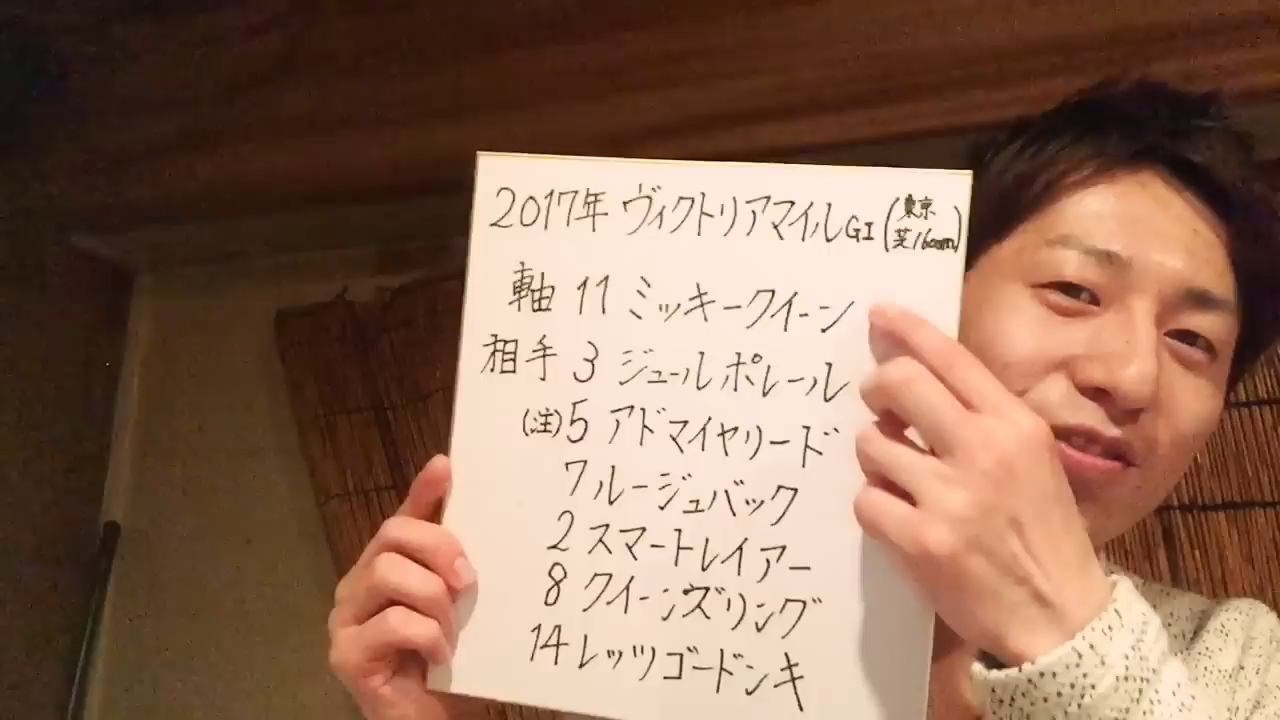 2017年 ヴィクトリアマイルGI(東京芝1600m)
軸 11 ミッキークイーン
相手 3 ジュールポレール
(注)5 アドマイヤリード
7 ルージュバック
2 スマートレイアー
8 クイーンズリング
14 レッツゴードンキ